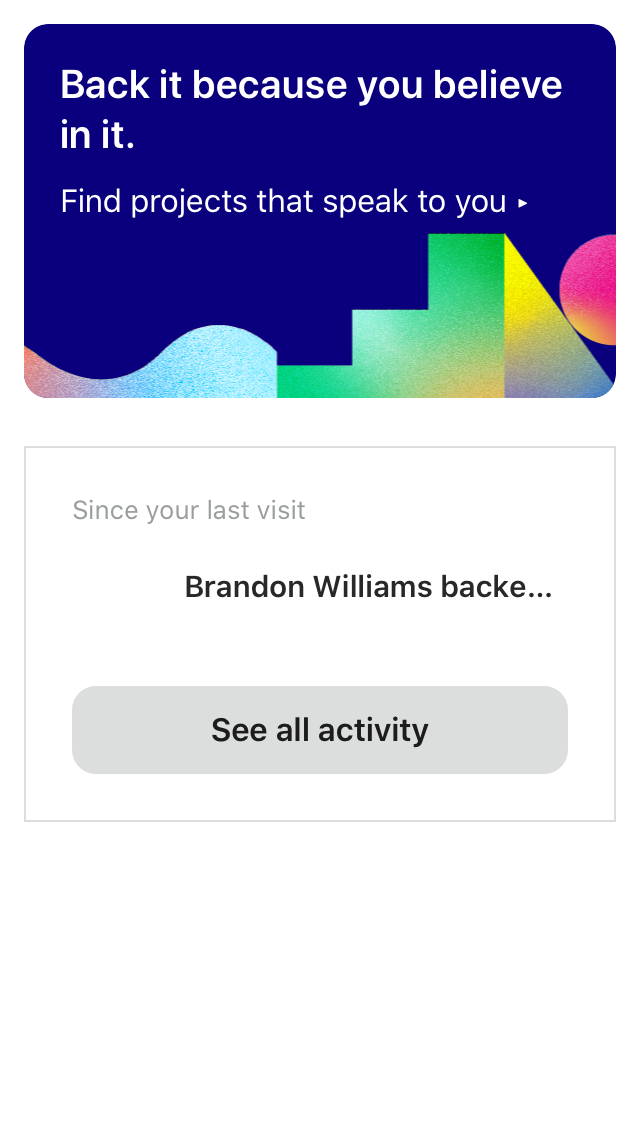 Back it because you believe
in it.
Find projects that speak to you ▸
Since your last visit
Brandon Williams backe...
See all activity